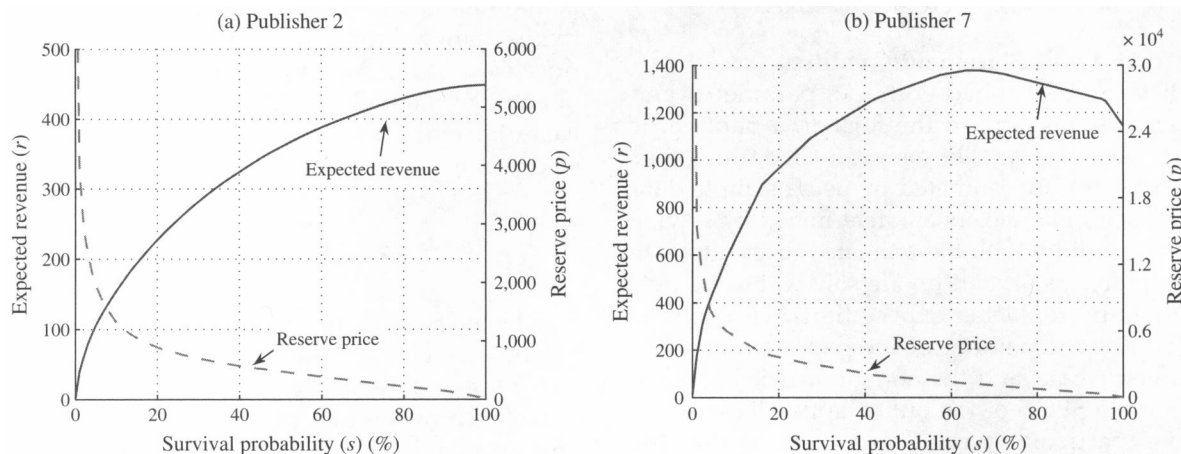 (a) Publisher 2
500
400
300
200
100
0
Expected revenue (r)
6,000
5,000
4,000
3,000
2,000
1,000
0
Reserve price (p)
Expected revenue
Reserve price
0 20 40 60 80 100
Survival probability (s) (%)
(b) Publisher 7
× 10⁴
1,400
1,200
1,000
800
600
400
200
0
Expected revenue (r)
3.0
2.4
1.8
1.2
0.6
0
Reserve price (p)
Expected revenue
Reserve price
0 20 40 60 80 100
Survival probability (s) (%)